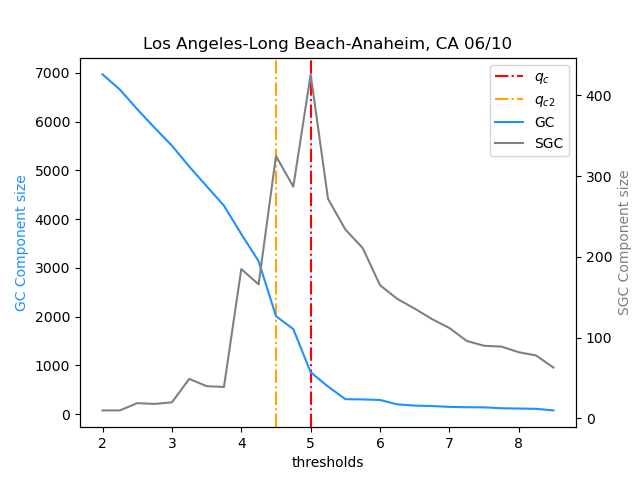 Los Angeles-Long Beach-Anaheim, CA 06/10
GC Component size
7000
6000
5000
4000
3000
2000
1000
0
q_c
q_{c2}
GC
SGC
400
300
200
100
0
SGC Component size
2 3 4 5 6 7 8
thresholds